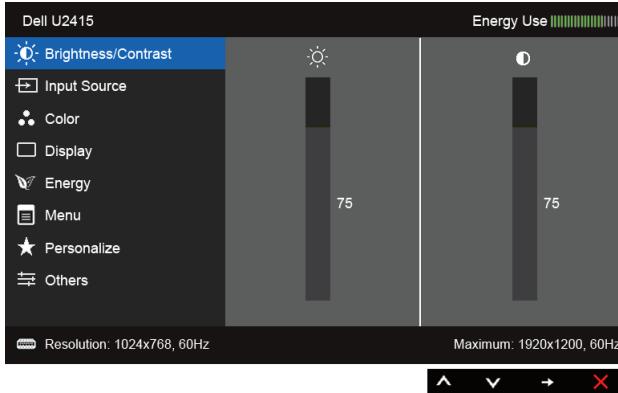 Dell U2415
Energy Use
Brightness/Contrast
Input Source
Color
Display
Energy
Menu
Personalize
Others
75
75
Resolution: 1024x768, 60Hz
Maximum: 1920x1200, 60Hz